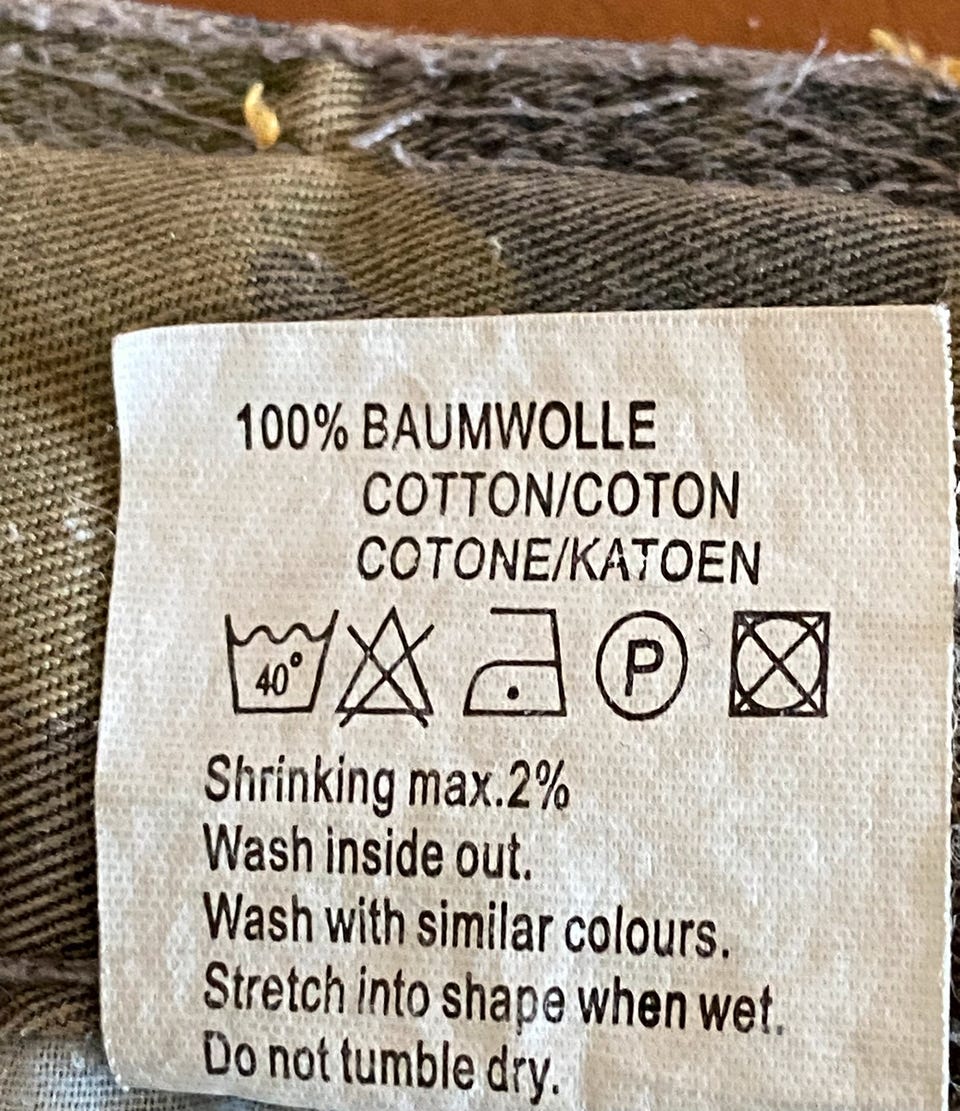 100% BAUMWOLLE
COTTON/COTON
COTONE/KATOEN
40° P
Shrinking max.2%
Wash inside out.
Wash with similar colours.
Stretch into shape when wet.
Do not tumble dry.